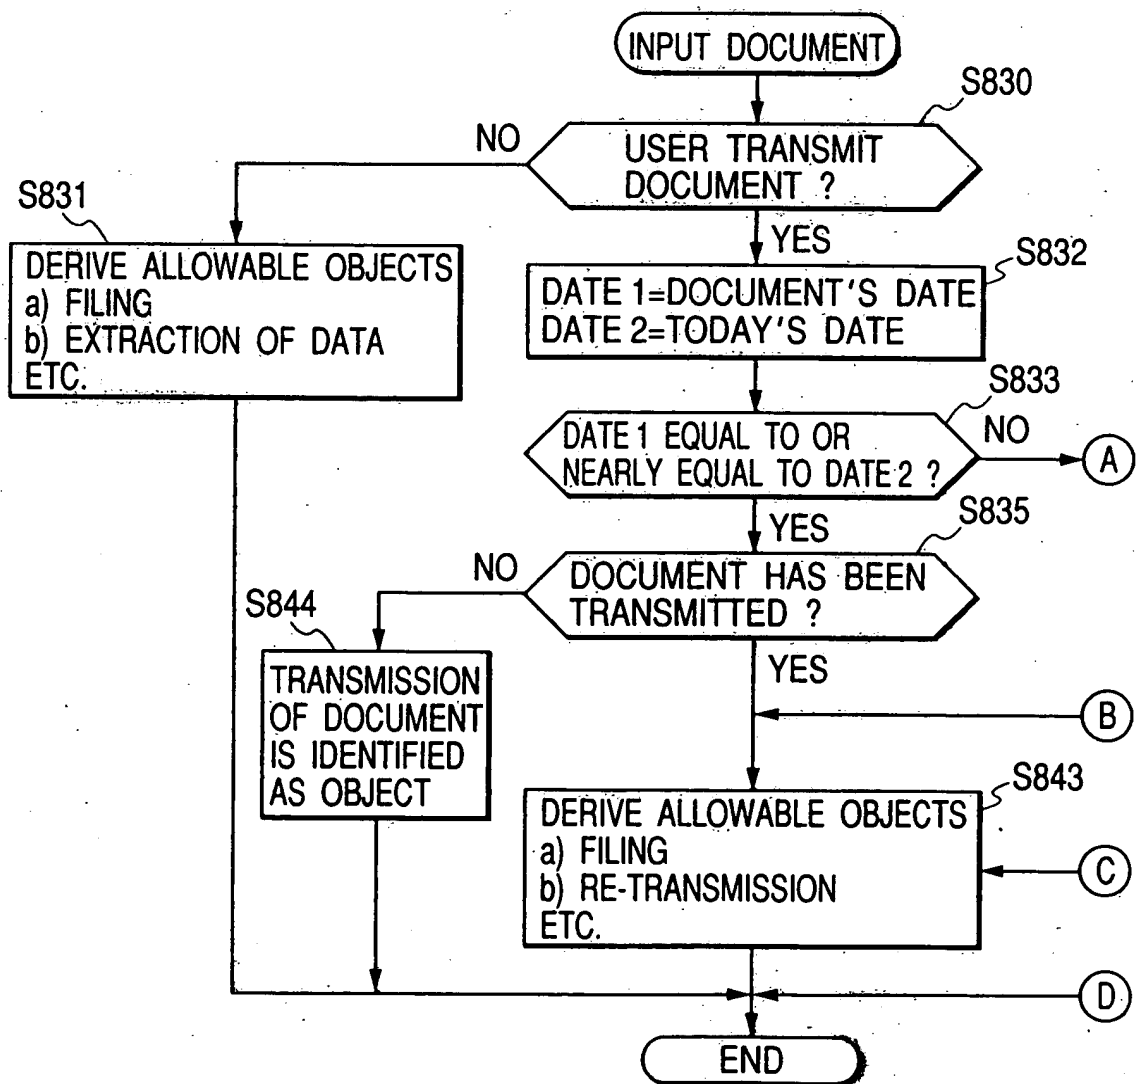 INPUT DOCUMENT
S830
NO
USER TRANSMIT
DOCUMENT ?
S831
YES
DERIVE ALLOWABLE OBJECTS
a) FILING
b) EXTRACTION OF DATA
ETC.
S832
DATE 1=DOCUMENT'S DATE
DATE 2=TODAY'S DATE
S833
DATE 1 EQUAL TO OR
NEARLY EQUAL TO DATE 2 ?
NO
A
YES
S835
NO
DOCUMENT HAS BEEN
TRANSMITTED ?
S844
YES
TRANSMISSION
OF DOCUMENT
IS IDENTIFIED
AS OBJECT
B
S843
DERIVE ALLOWABLE OBJECTS
a) FILING
b) RE-TRANSMISSION
ETC.
C
D
END